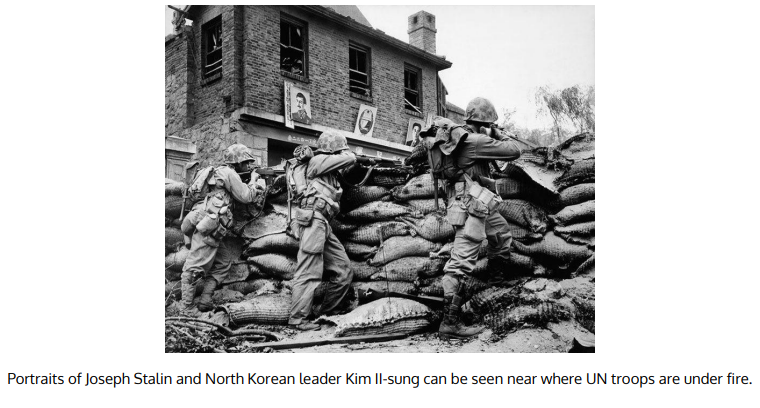 Portraits of Joseph Stalin and North Korean leader Kim II-sung can be seen near where UN troops are under fire.